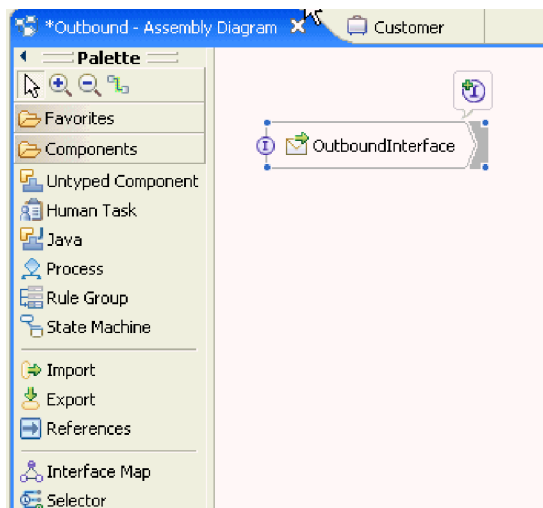 *Outbound - Assembly Diagram
Customer
Palette
Favorites
Components
Untyped Component
Human Task
Java
Process
Rule Group
State Machine
Import
Export
References
Interface Map
Selector
I
I OutboundInterface